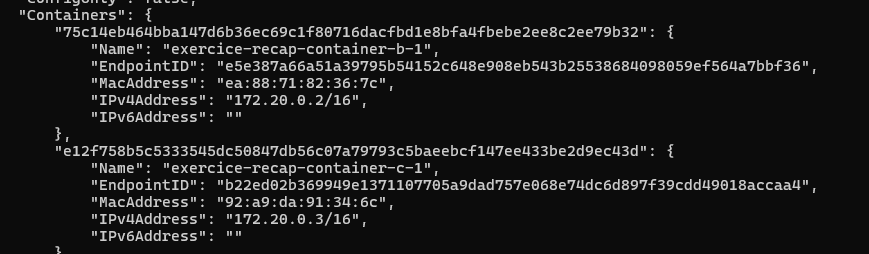 "ConfigOnly": false,
"Containers": {
"75c14eb464bba147d6b36ec69c1f80716dacfbd1e8bfa4fbebe2ee8c2ee79b32": {
"Name": "exercice-recap-container-b-1",
"EndpointID": "e5e387a66a51a39795b54152c648e908eb543b25538684098059ef564a7bbf36",
"MacAddress": "ea:88:71:82:36:7c",
"IPv4Address": "172.20.0.2/16",
"IPv6Address": ""
},
"e12f758b5c5333545dc50847db56c07a79793c5baeebcf147ee433be2d9ec43d": {
"Name": "exercice-recap-container-c-1",
"EndpointID": "b22ed02b369949e1371107705a9dad757e068e74dc6d897f39cdd49018accaa4",
"MacAddress": "92:a9:da:91:34:6c",
"IPv4Address": "172.20.0.3/16",
"IPv6Address": ""
}